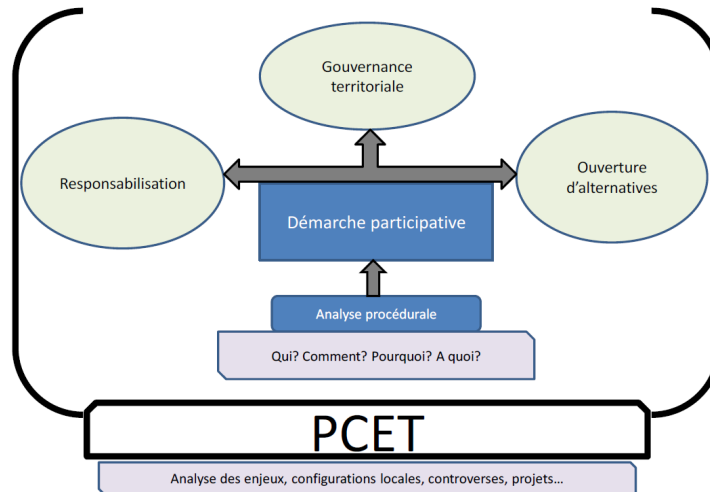 Gouvernance
territoriale
Responsabilisation
Ouverture
d'alternatives
Démarche participative
Analyse procédurale
Qui? Comment? Pourquoi? A quoi?
PCET
Analyse des enjeux, configurations locales, controverses, projets…